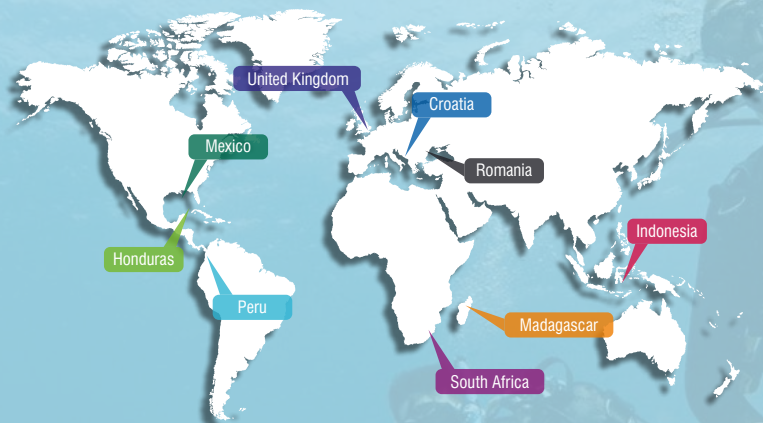 United Kingdom
Croatia
Mexico
Romania
Indonesia
Honduras
Peru
Madagascar
South Africa